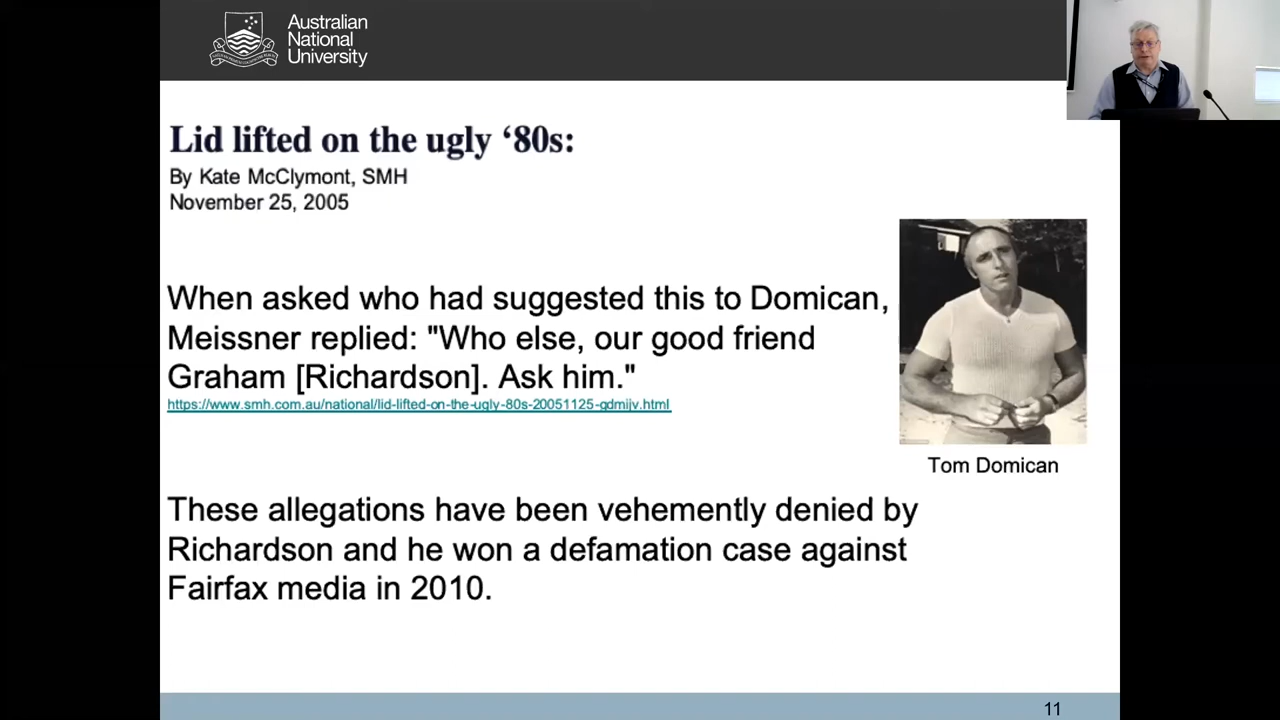 Australian
National
University
Lid lifted on the ugly ‘80s:
By Kate McClymont, SMH
November 25, 2005
When asked who had suggested this to Domican,
Meissner replied: "Who else, our good friend
Graham [Richardson]. Ask him."
https://www.smh.com.au/national/lid-lifted-on-the-ugly-80s-20051125-gdmijv.html
Tom Domican
These allegations have been vehemently denied by
Richardson and he won a defamation case against
Fairfax media in 2010.
11